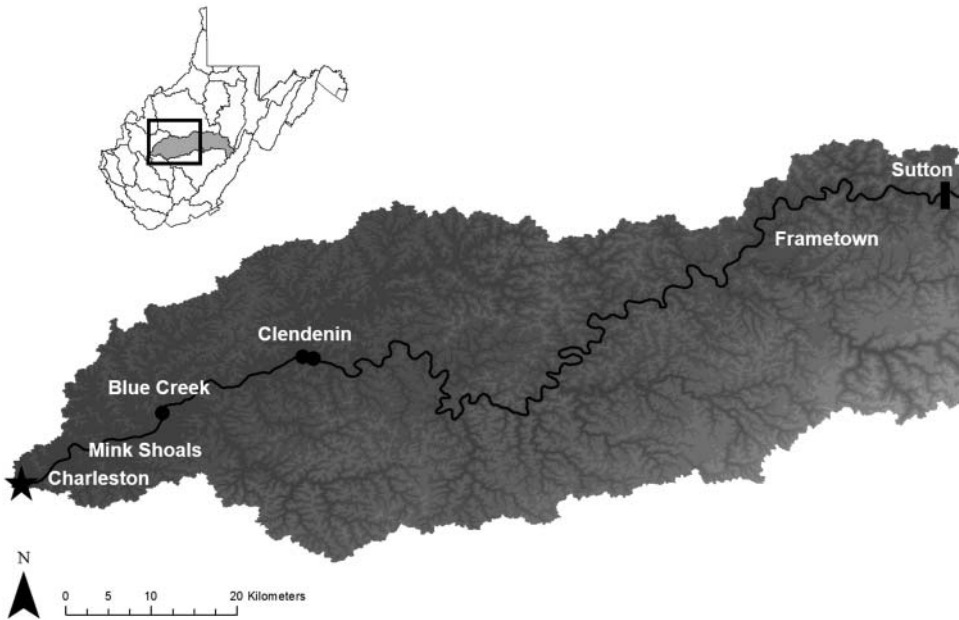 Sutton
Frametown
Clendenin
Blue Creek
Mink Shoals
Charleston
N
0 5 10 20 Kilometers